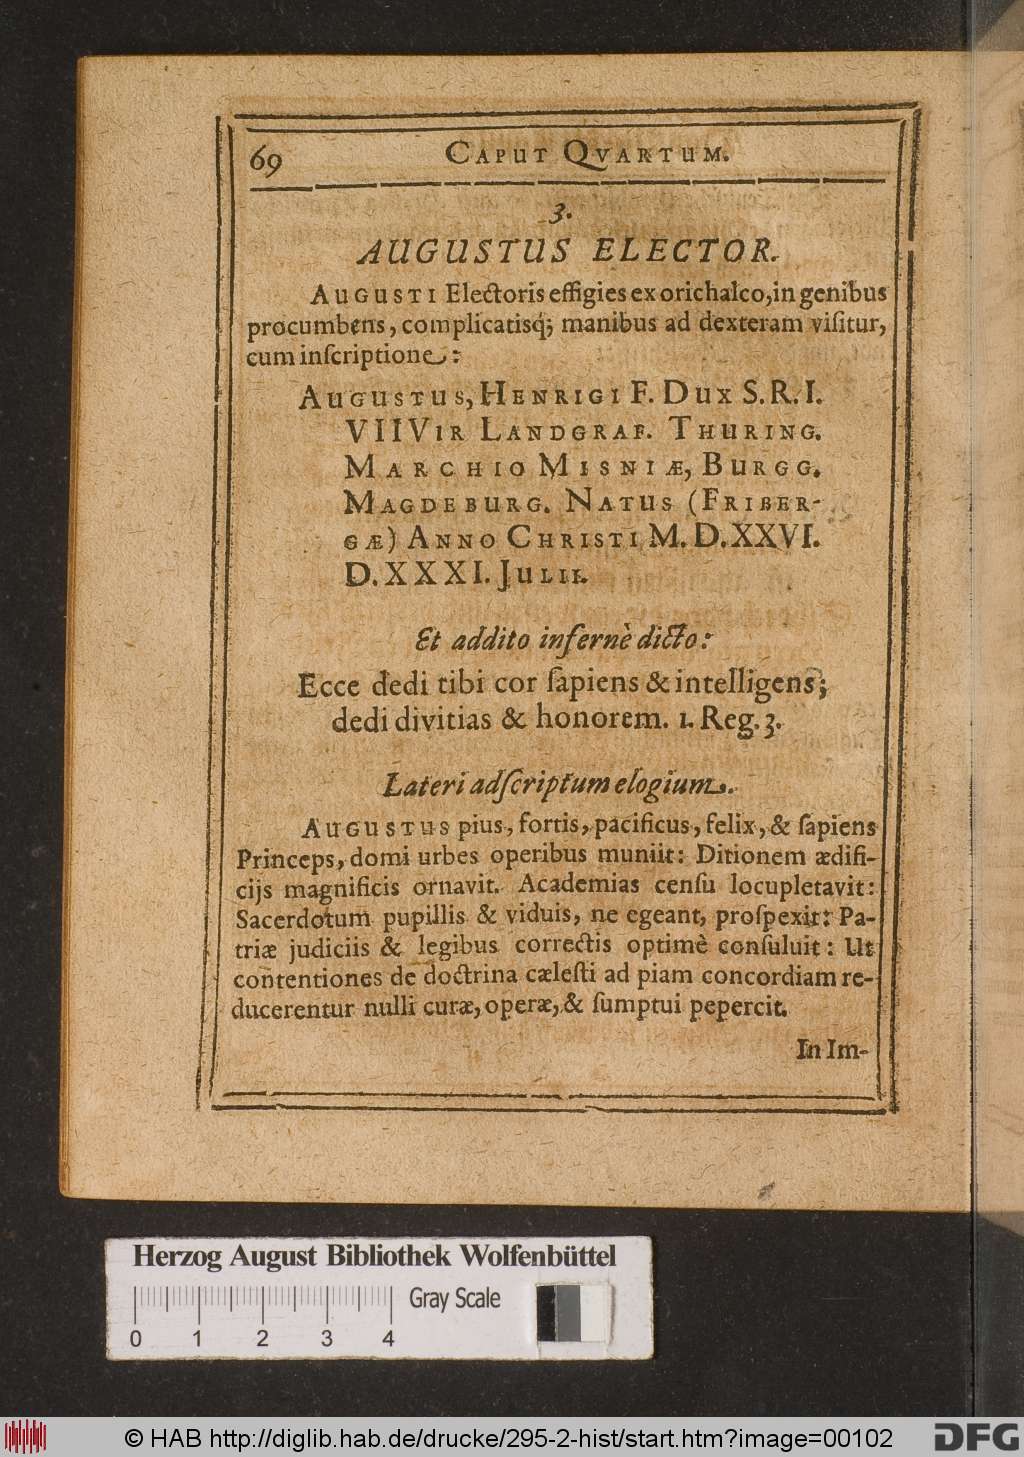 69 CAPUT QVARTUM.
3.
AUGUSTUS ELECTOR.
AUGUSTI Electoris effigies ex orichalco, in genibus
procumbens, complicatisq́; manibus ad dexteram viſitur,
cum inſcriptione:
AUGUSTUS, HENRIGI F. DUX S. R. I.
VIIVIR LANDGRAF. THURING.
MARCHIO MISNIÆ, BURGG.
MAGDEBURG. NATUS (FRIBER-
GÆ) ANNO CHRISTI M. D. XXVI.
D. XXXI. JULII.
Et addito infernè dicto:
Ecce dedi tibi cor ſapiens & intelligens;
dedi divitias & honorem. 1. Reg. 3.
Lateri adſcriptum elogium.
AUGUSTUS pius, fortis, pacificus, felix, & ſapiens
Princeps, domi urbes operibus muniit: Ditionem ædifi-
cijs magnificis ornavit. Academias cenſu locupletavit:
Sacerdotum pupillis & viduis, ne egeant, proſpexit: Pa-
triæ judiciis & legibus correctis optimè conſuluit: Ut
contentiones de doctrina cæleſti ad piam concordiam re-
ducerentur nulli curæ, operæ, & ſumptui pepercit.
In Im-
Herzog August Bibliothek Wolfenbüttel
Gray Scale
0 1 2 3 4
© HAB http://diglib.hab.de/drucke/295-2-hist/start.htm?image=00102
DFG